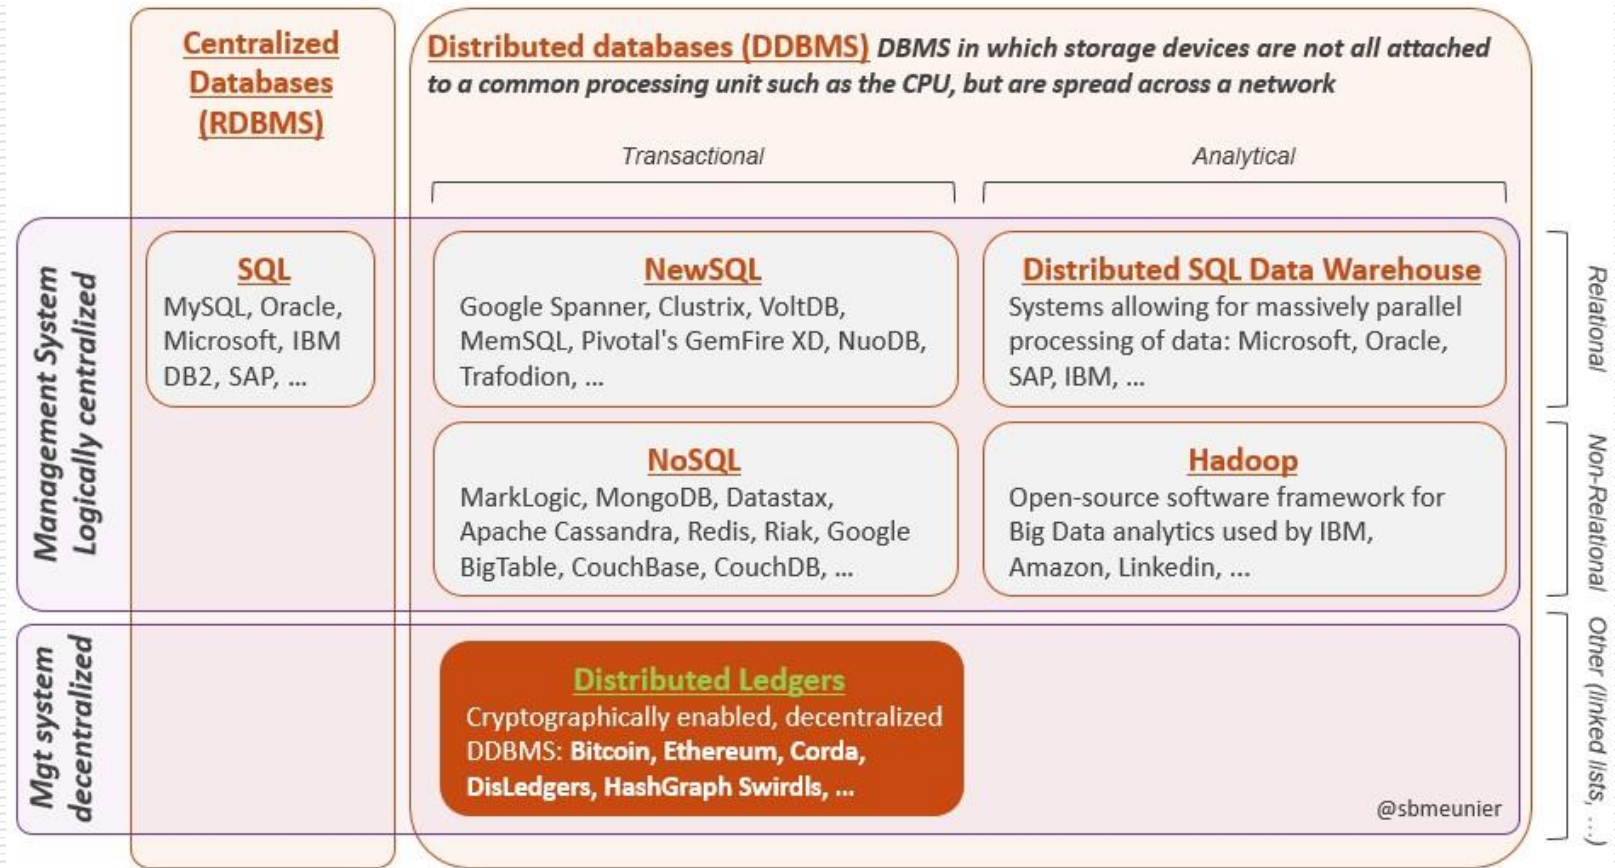 Centralized
Databases
(RDBMS)
Distributed databases (DDBMS) DBMS in which storage devices are not all attached
to a common processing unit such as the CPU, but are spread across a network
Transactional
Analytical
Management System
Logically centralized
SQL
MySQL, Oracle,
Microsoft, IBM
DB2, SAP, ...
NewSQL
Google Spanner, Clustrix, VoltDB,
MemSQL, Pivotal's GemFire XD, NuoDB,
Trafodion, ...
Distributed SQL Data Warehouse
Systems allowing for massively parallel
processing of data: Microsoft, Oracle,
SAP, IBM, ...
Relational
NoSQL
MarkLogic, MongoDB, Datastax,
Apache Cassandra, Redis, Riak, Google
BigTable, CouchBase, CouchDB, ...
Hadoop
Open-source software framework for
Big Data analytics used by IBM,
Amazon, Linkedin, ...
Non-Relational
Mgt system
decentralized
Distributed Ledgers
Cryptographically enabled, decentralized
DDBMS: Bitcoin, Ethereum, Corda,
DisLedgers, HashGraph Swirdls, ...
Other (linked lists, ...)
@sbmeunier